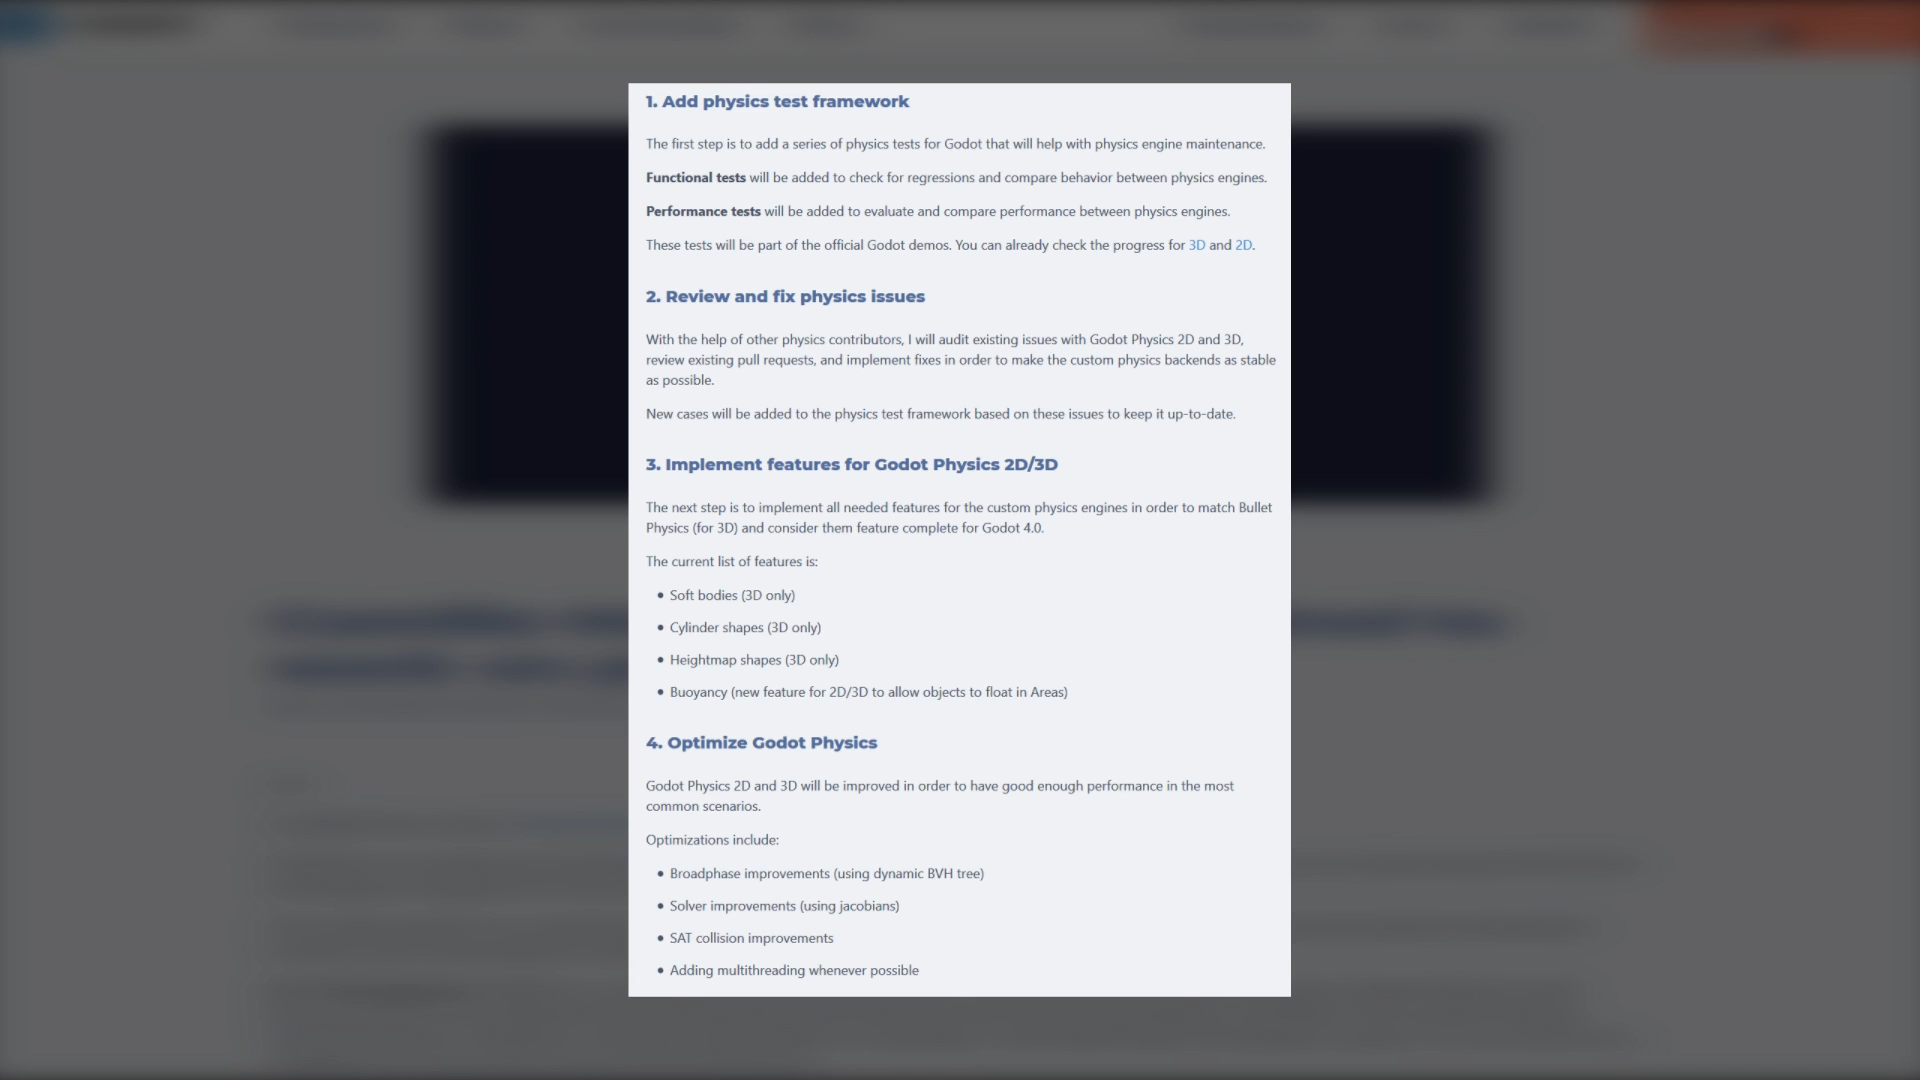 1. Add physics test framework
The first step is to add a series of physics tests for Godot that will help with physics engine maintenance.
Functional tests will be added to check for regressions and compare behavior between physics engines.
Performance tests will be added to evaluate and compare performance between physics engines.
These tests will be part of the official Godot demos. You can already check the progress for 3D and 2D.
2. Review and fix physics issues
With the help of other physics contributors, I will audit existing issues with Godot Physics 2D and 3D,
review existing pull requests, and implement fixes in order to make the custom physics backends as stable
as possible.
New cases will be added to the physics test framework based on these issues to keep it up-to-date.
3. Implement features for Godot Physics 2D/3D
The next step is to implement all needed features for the custom physics engines in order to match Bullet
Physics (for 3D) and consider them feature complete for Godot 4.0.
The current list of features is:
• Soft bodies (3D only)
• Cylinder shapes (3D only)
• Heightmap shapes (3D only)
• Buoyancy (new feature for 2D/3D to allow objects to float in Areas)
4. Optimize Godot Physics
Godot Physics 2D and 3D will be improved in order to have good enough performance in the most
common scenarios.
Optimizations include:
• Broadphase improvements (using dynamic BVH tree)
• Solver improvements (using jacobians)
• SAT collision improvements
• Adding multithreading whenever possible